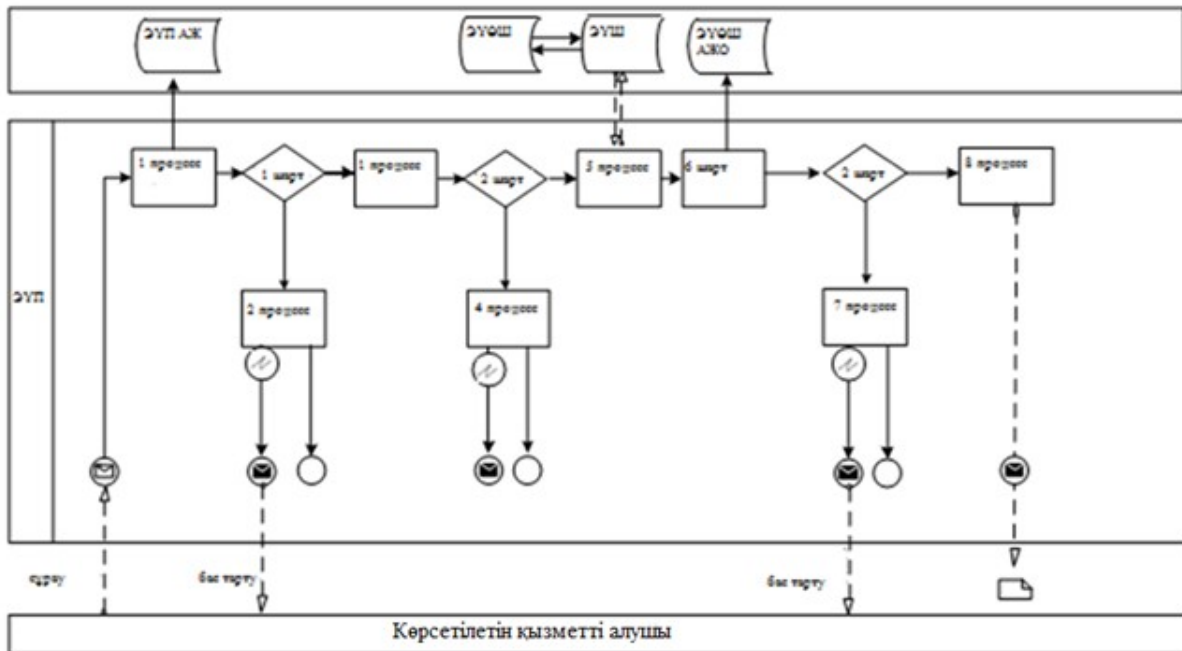 ЭҮП АЖ
ЭҮӨШ
ЭҮШ
ЭҮӨШ
АЖО
1 процесс
1 шарт
1 процесс
2 шарт
5 процесс
6 шарт
2 шарт
8 процесс
ЭҮП
2 процесс
4 процесс
7 процесс
сұрау
бас тарту
бас тарту
Көрсетілетін қызметті алушы